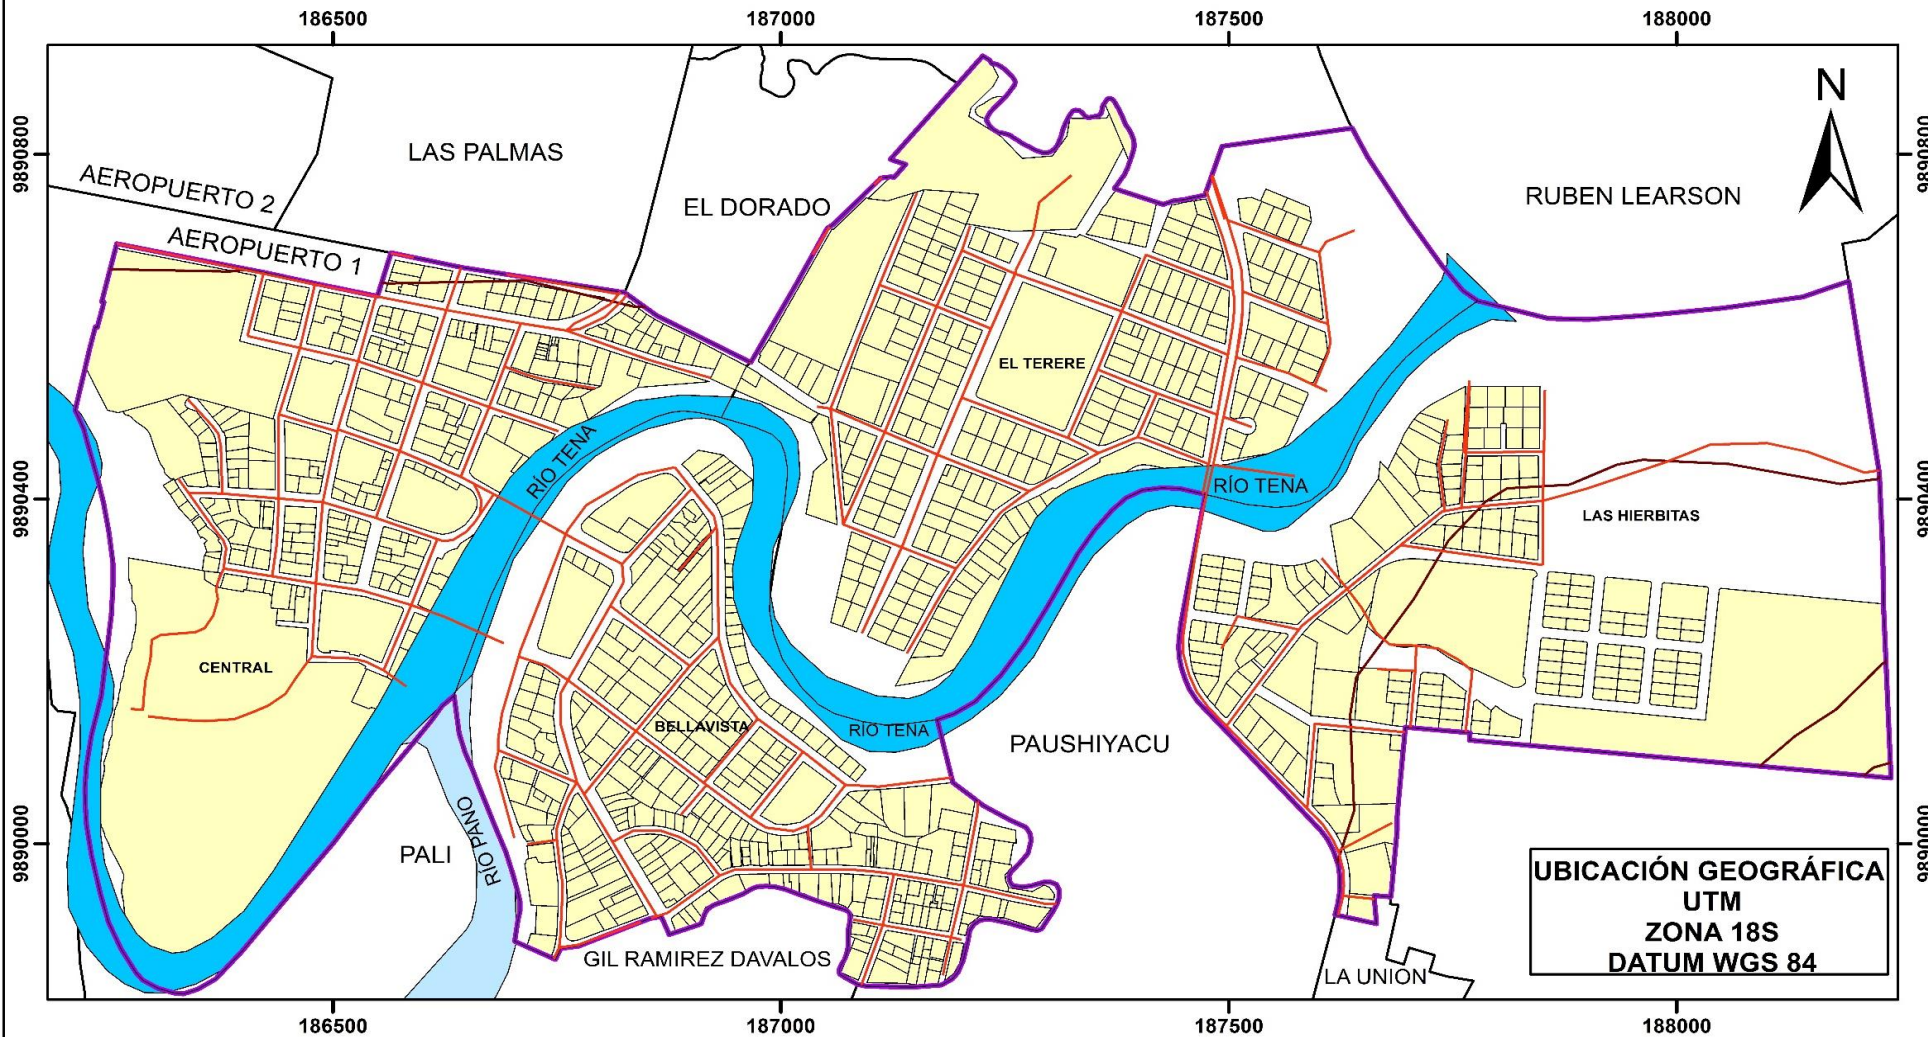 186500
187000
187500
188000
N
9890800
9890800
LAS PALMAS
AEROPUERTO 2
EL DORADO
RUBEN LEARSON
AEROPUERTO 1
EL TERERE
RÍO TENA
RÍO TENA
9890400
9890400
LAS HIERBITAS
CENTRAL
BELLAVISTA
RÍO TENA
PAUSHIYACU
RÍO PANO
PALI
9890000
9890000
UBICACIÓN GEOGRÁFICA
UTM
ZONA 18S
DATUM WGS 84
GIL RAMIREZ DAVALOS
LA UNION
186500
187000
187500
188000